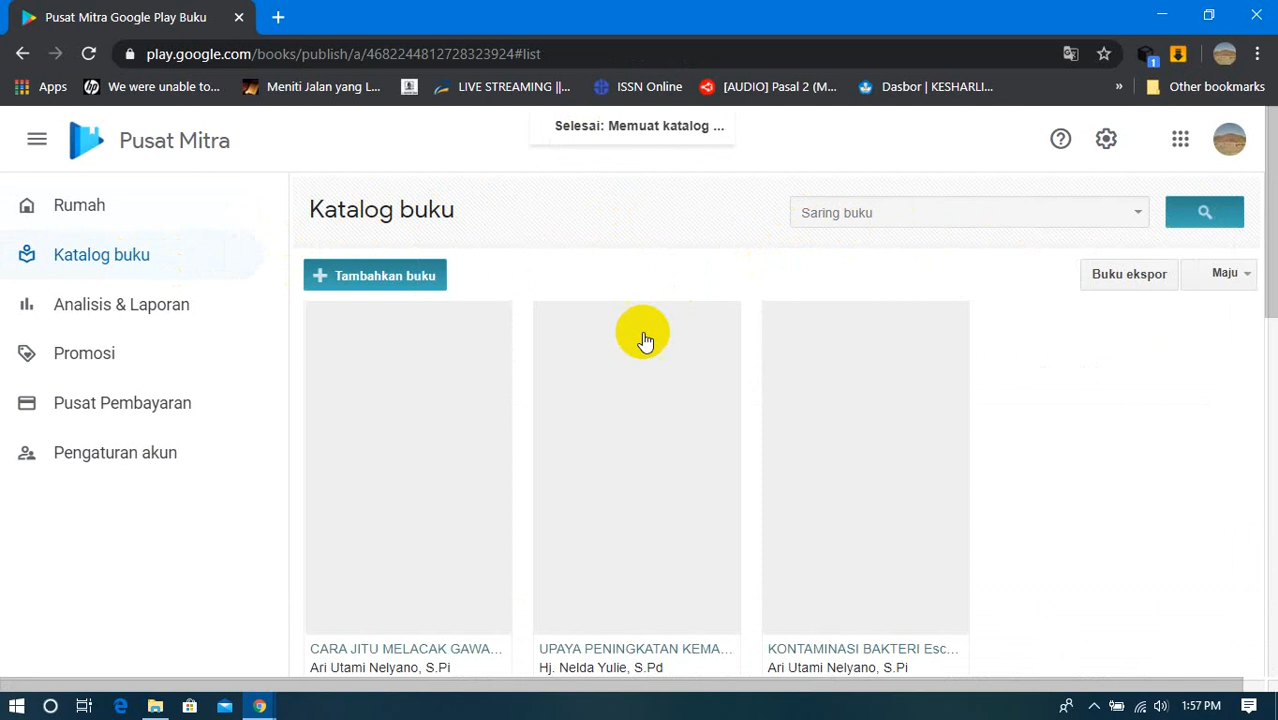 Pusat Mitra Google Play Buku
play.google.com/books/publish/a/4682244812728323924#list
1
Apps
We were unable to...
Meniti Jalan yang L...
LIVE STREAMING ||...
ISSN Online
[AUDIO] Pasal 2 (M...
Dasbor | KESHARLI...
»
Other bookmarks
Pusat Mitra
Selesai: Memuat katalog ...
Rumah
Katalog buku
Analisis & Laporan
Promosi
Pusat Pembayaran
Pengaturan akun
Katalog buku
Saring buku
Tambahkan buku
Buku ekspor
Maju
CARA JITU MELACAK GAWA...
Ari Utami Nelyano, S.Pi
UPAYA PENINGKATAN KEMA...
Hj. Nelda Yulie, S.Pd
KONTAMINASI BAKTERI Esc...
Ari Utami Nelyano, S.Pi
1:57 PM